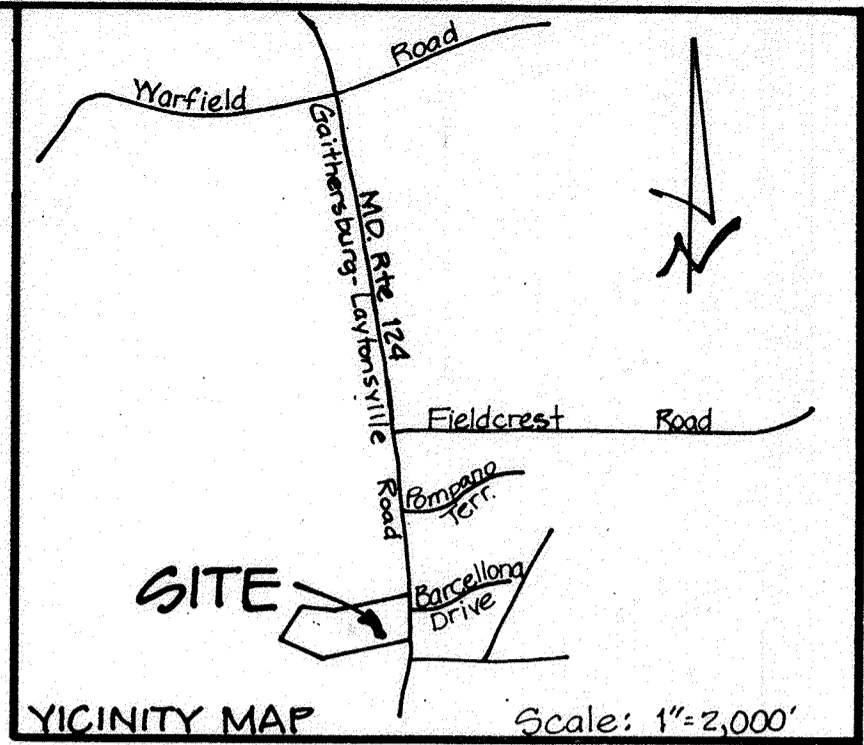 Warfield Road
Gaithersburg-Laytonsville Road
MD. Rte 124
Fieldcrest Road
Pompano
Terr.
Barcellona
Drive
SITE
N
VICINITY MAP
Scale: 1"=2,000'